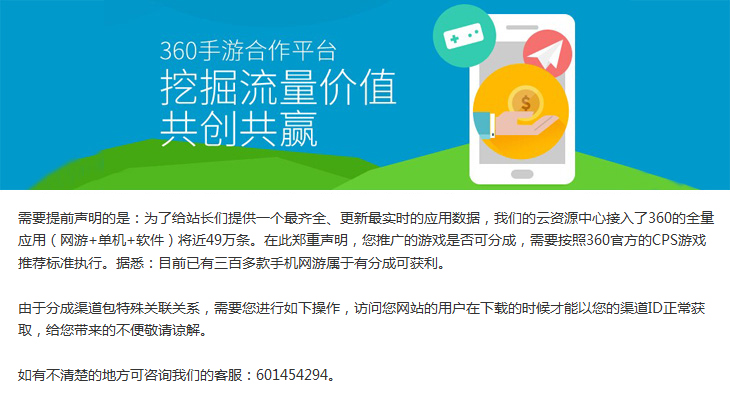 360手游合作平台
挖掘流量价值
共创共赢
需要提前声明的是：为了给站长们提供一个最齐全、更新最实时的应用数据，我们的云资源中心接入了360的全量
应用（网游+单机+软件）将近49万条。在此郑重声明，您推广的游戏是否可分成，需要按照360官方的CPS游戏
推荐标准执行。据悉：目前已有三百多款手机网游属于有分成可获利。
由于分成渠道包特殊关联关系，需要您进行如下操作，访问您网站的用户在下载的时候才能以您的渠道ID正常获
取，给您带来的不便敬请谅解。
如有不清楚的地方可咨询我们的客服：601454294。